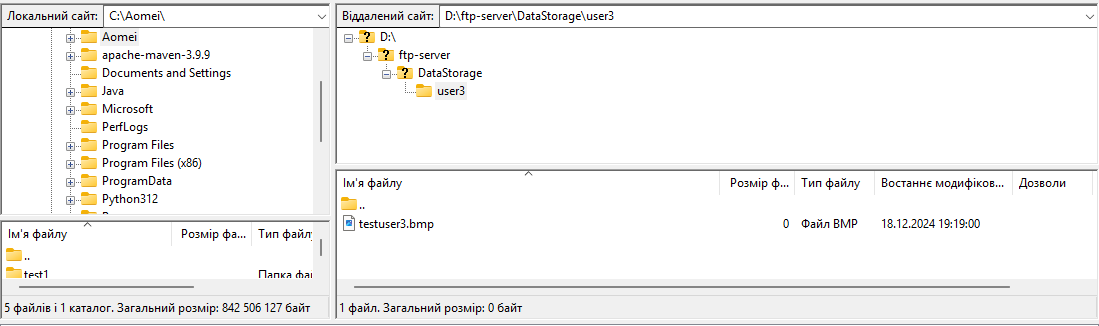 Локальний сайт: C:\Aomei\
Aomei
apache-maven-3.9.9
Documents and Settings
Java
Microsoft
PerfLogs
Program Files
Program Files (x86)
ProgramData
Python312
Ім'я файлу Розмір фа... Тип файлу
..
test1 Папка фай
5 файлів і 1 каталог. Загальний розмір: 842 506 127 байт
Віддалений сайт: D:\ftp-server\DataStorage\user3
D:\
ftp-server
DataStorage
user3
Ім'я файлу Розмір ф... Тип файлу Востаннє модифіков... Дозволи
..
testuser3.bmp 0 Файл BMP 18.12.2024 19:19:00
1 файл. Загальний розмір: 0 байт